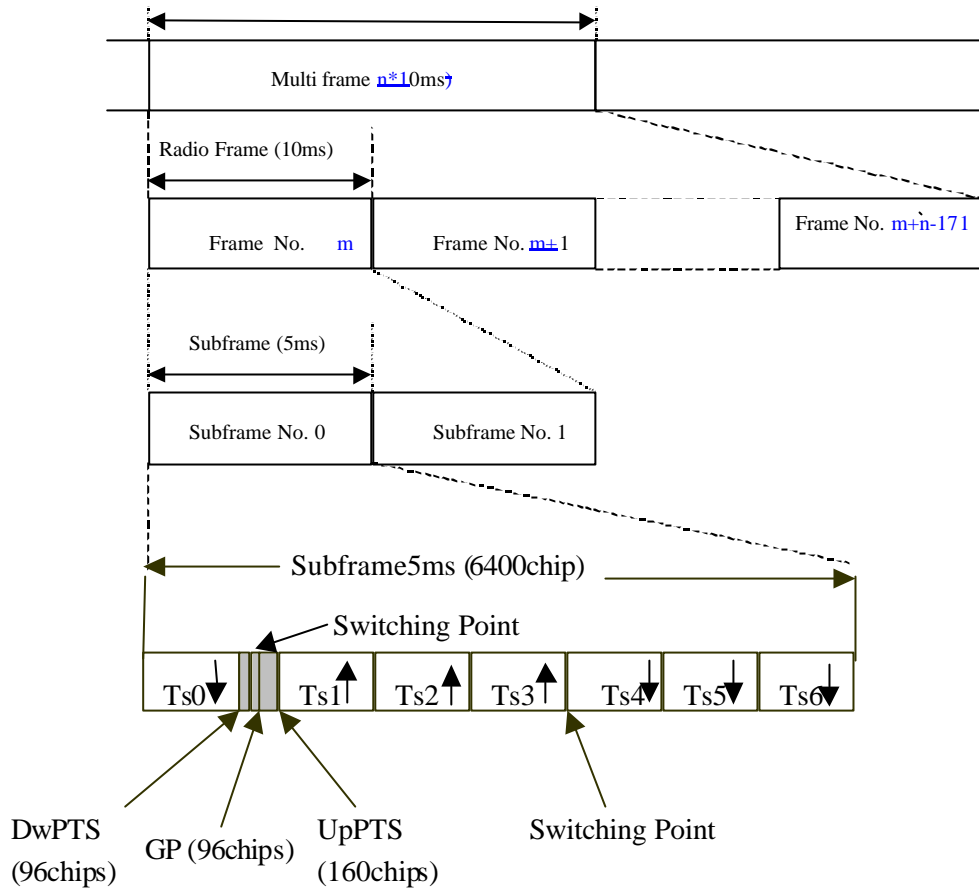 Multi frame n*10ms)
Radio Frame (10ms)
Frame No. m
Frame No. m+1
Frame No. m+n-171
Subframe (5ms)
Subframe No. 0
Subframe No. 1
Subframe5ms (6400chip)
Switching Point
Ts0
Ts1
Ts2
Ts3
Ts4
Ts5
Ts6
DwPTS
(96chips)
GP (96chips)
UpPTS
(160chips)
Switching Point